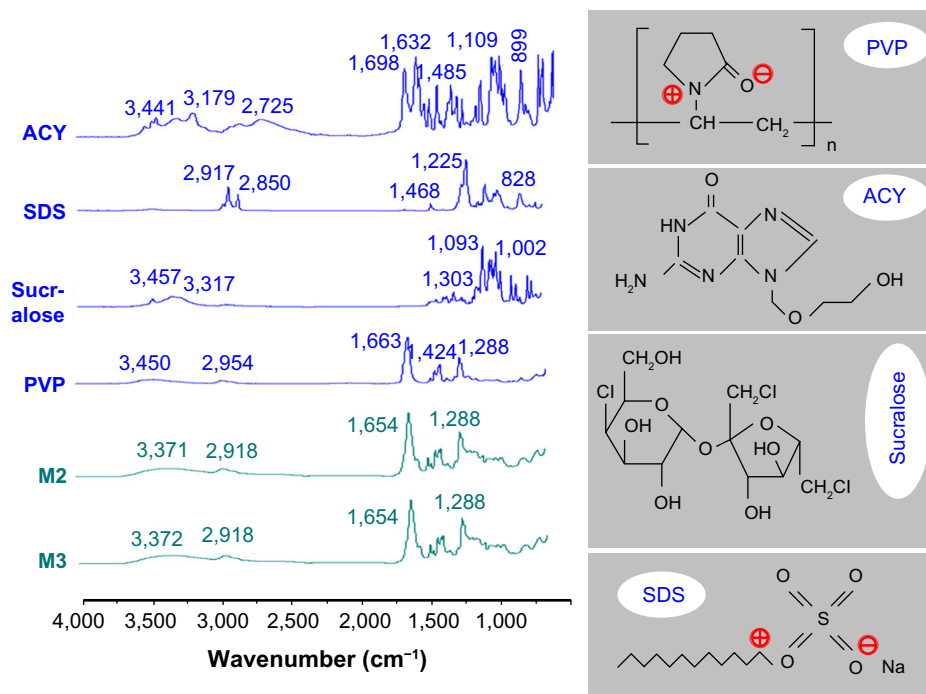 1,632
1,109
899
1,698
1,485
3,179
3,441
2,725
ACY
1,225
2,917
2,850
1,468
828
SDS
1,093
1,002
3,457
3,317
1,303
Sucr-
alose
1,663
1,424
1,288
3,450
2,954
PVP
1,654
1,288
3,371
2,918
M2
1,654
1,288
3,372
2,918
M3
4,000 3,000 2,500 2,000 1,500 1,000
Wavenumber (cm⁻¹)
PVP
N
O
⊕
⊖
CH
CH₂
n
ACY
O
HN
N
H₂N
N
N
OH
O
Sucralose
CH₂OH
Cl
O
CH₂Cl
OH
O
O
HO
OH
CH₂Cl
OH
OH
SDS
O
O
S
⊕
⊖
O
O
Na